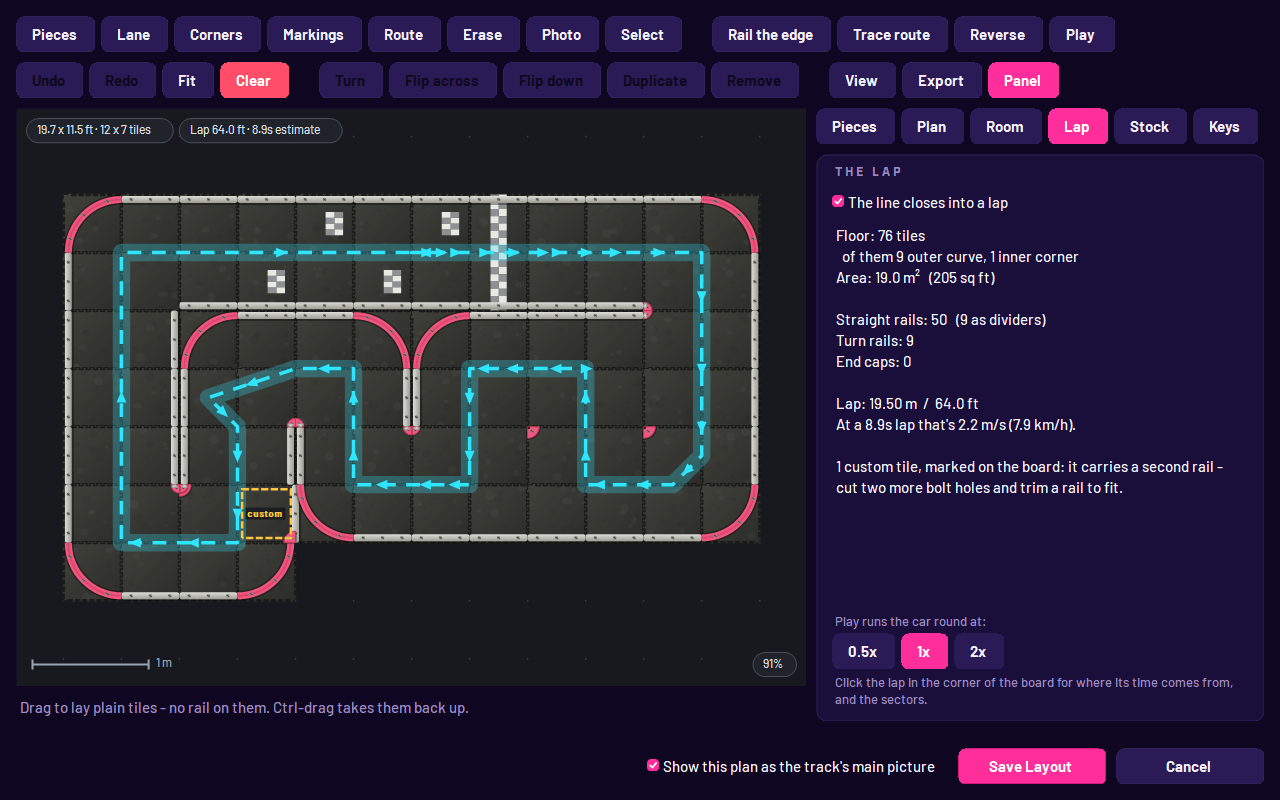 Pieces Lane Corners Markings Route Erase Photo Select Rail the edge Trace route Reverse Play
Undo Redo Fit Clear Turn Flip across Flip down Duplicate Remove View Export Panel
19.7 x 11.5 ft · 12 x 7 tiles
Lap 64.0 ft · 8.9s estimate
custom
1 m
91%
Drag to lay plain tiles - no rail on them. Ctrl-drag takes them back up.
Pieces Plan Room Lap Stock Keys
THE LAP
The line closes into a lap
Floor: 76 tiles
of them 9 outer curve, 1 inner corner
Area: 19.0 m² (205 sq ft)
Straight rails: 50 (9 as dividers)
Turn rails: 9
End caps: 0
Lap: 19.50 m / 64.0 ft
At a 8.9s lap that's 2.2 m/s (7.9 km/h).
1 custom tile, marked on the board: it carries a second rail -
cut two more bolt holes and trim a rail to fit.
Play runs the car round at:
0.5x 1x 2x
Click the lap in the corner of the board for where its time comes from,
and the sectors.
Show this plan as the track's main picture
Save Layout Cancel